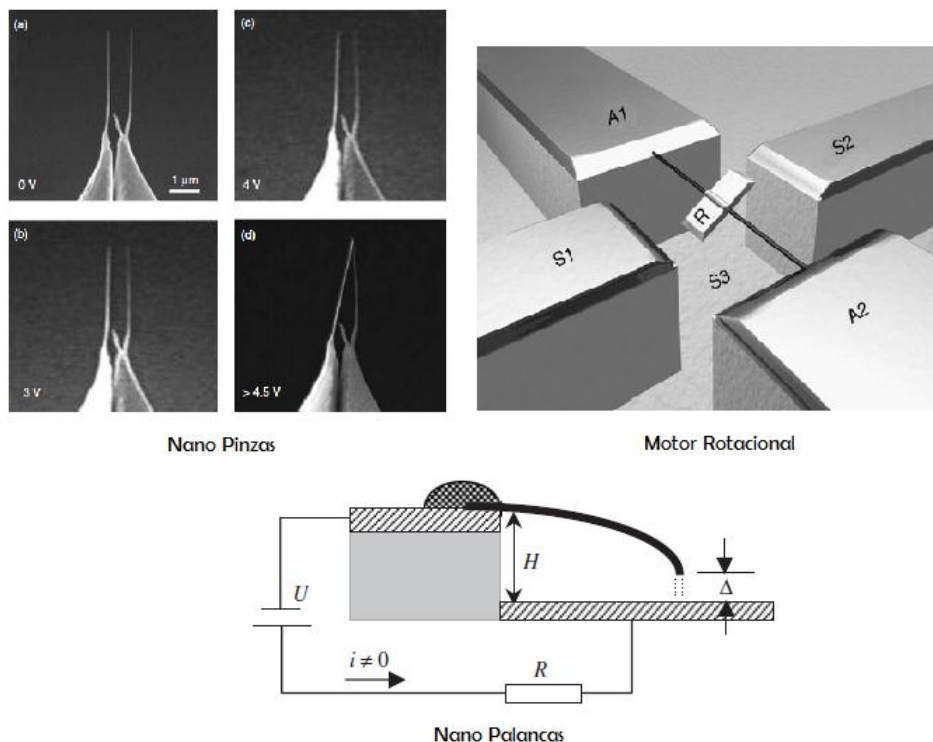 (a)
0 V
1 µm
(c)
4 V
(b)
3 V
(d)
> 4.5 V
Nano Pinzas
A1
S2
R
S1
S3
A2
Motor Rotacional
H
U
Δ
i ≠ 0
R
Nano Palancas